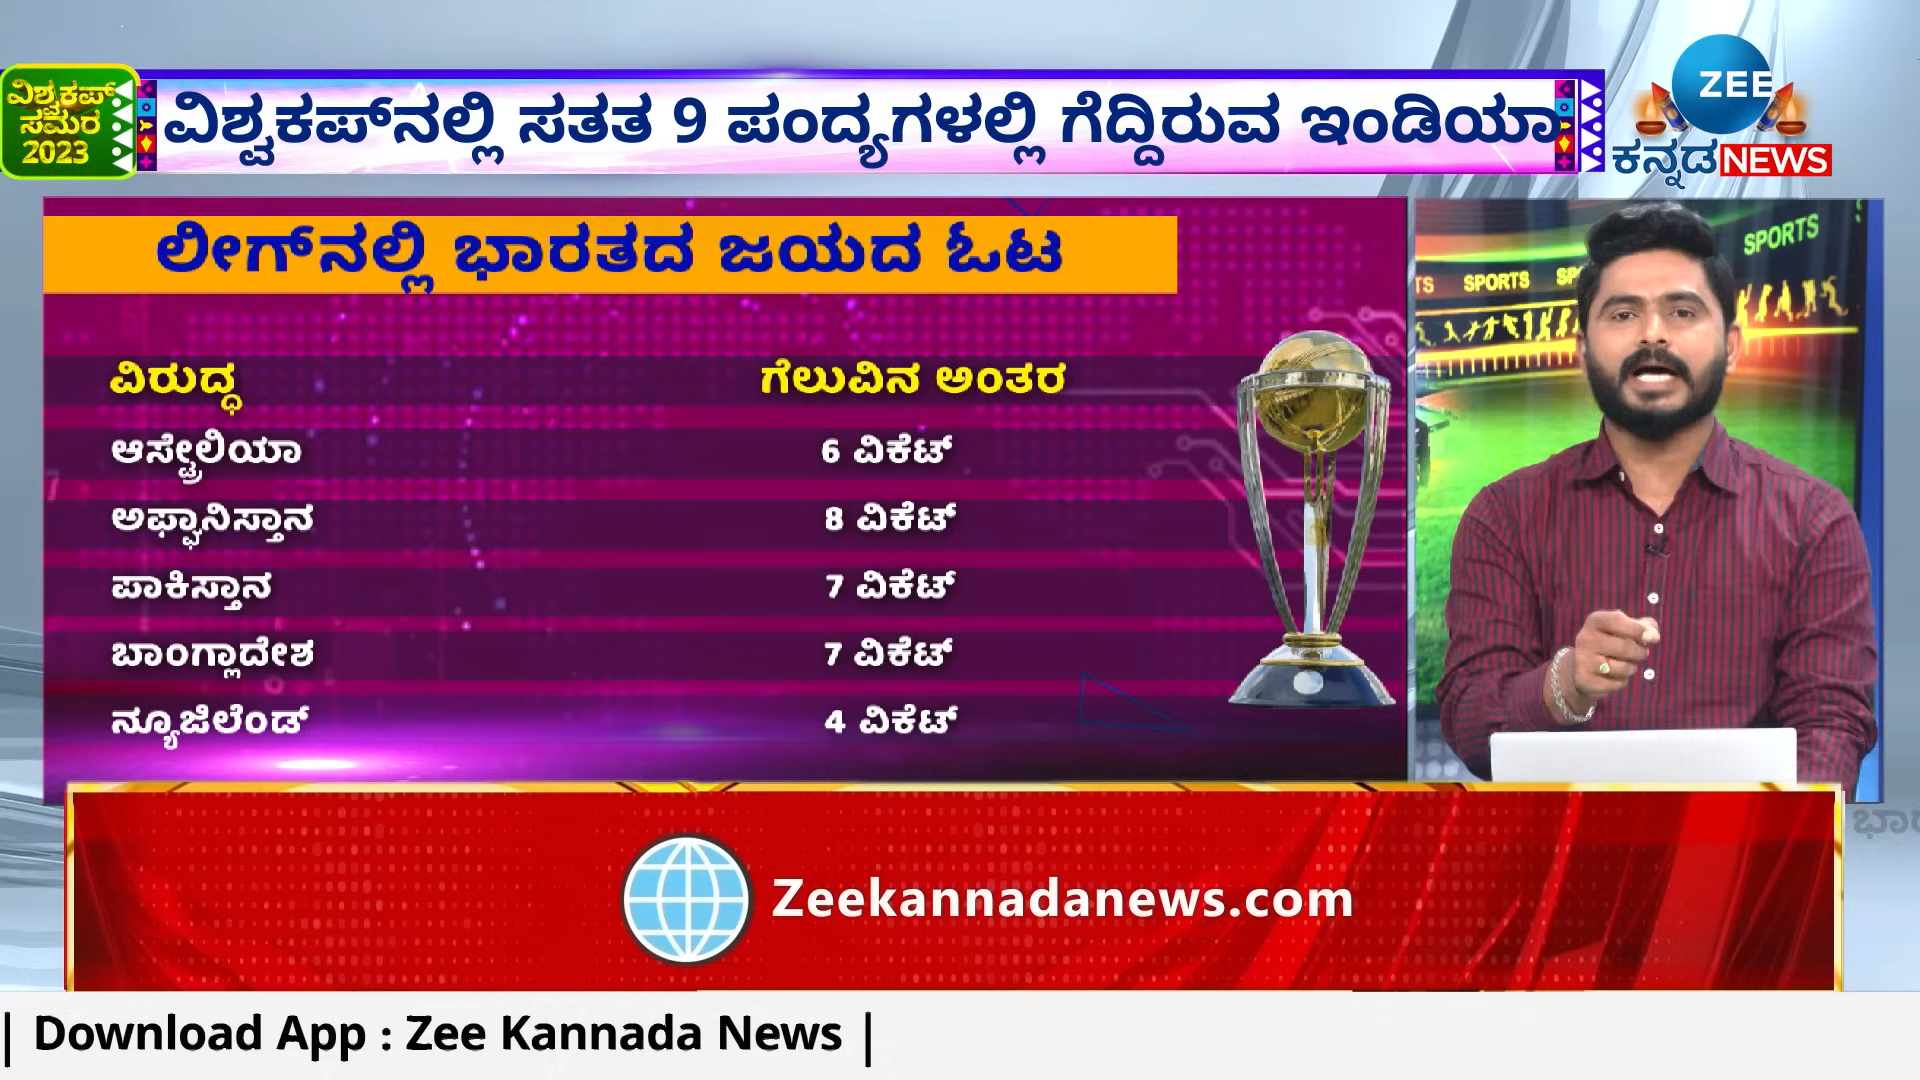 ವಿಶ್ವಕಪ್
ಸಮರ
2023
ವಿಶ್ವಕಪ್‌ನಲ್ಲಿ ಸತತ 9 ಪಂದ್ಯಗಳಲ್ಲಿ ಗೆದ್ದಿರುವ ಇಂಡಿಯಾ
ZEE
ಕನ್ನಡ NEWS
ಲೀಗ್‌ನಲ್ಲಿ ಭಾರತದ ಜಯದ ಓಟ
SPORTS
SPORTS
ವಿರುದ್ಧ ಗೆಲುವಿನ ಅಂತರ
ಆಸ್ಟ್ರೇಲಿಯಾ 6 ವಿಕೆಟ್
ಅಫ್ಘಾನಿಸ್ತಾನ 8 ವಿಕೆಟ್
ಪಾಕಿಸ್ತಾನ 7 ವಿಕೆಟ್
ಬಾಂಗ್ಲಾದೇಶ 7 ವಿಕೆಟ್
ನ್ಯೂಜಿಲೆಂಡ್ 4 ವಿಕೆಟ್
Zeekannadanews.com
| Download App : Zee Kannada News |